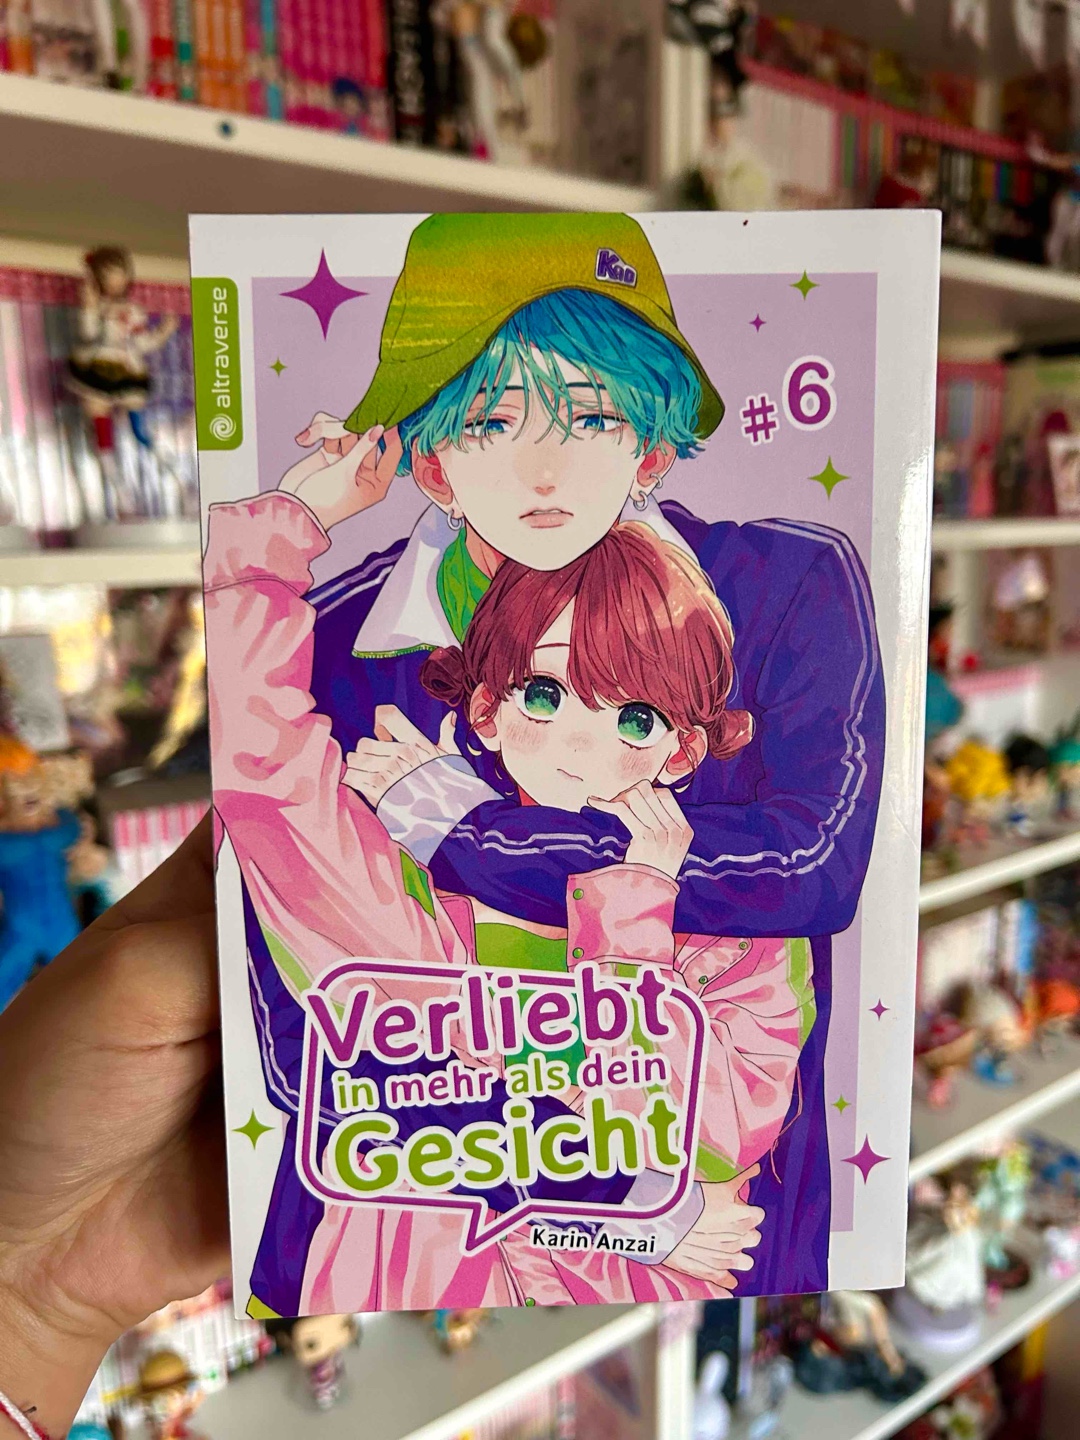 altraverse
Kao
#6
Verliebt
in mehr als dein
Gesicht
Karin Anzai